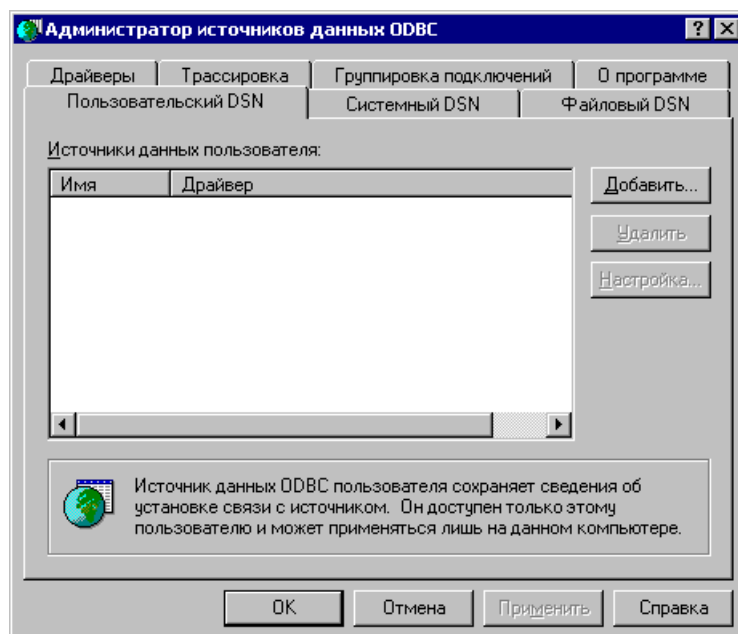 Администратор источников данных ODBC
Драйверы Трассировка Группировка подключений О программе
Пользовательский DSN Системный DSN Файловый DSN
Источники данных пользователя:
Имя Драйвер
Добавить...
Удалить
Настройка...
Источник данных ODBC пользователя сохраняет сведения об
установке связи с источником. Он доступен только этому
пользователю и может применяться лишь на данном компьютере.
OK Отмена Применить Справка